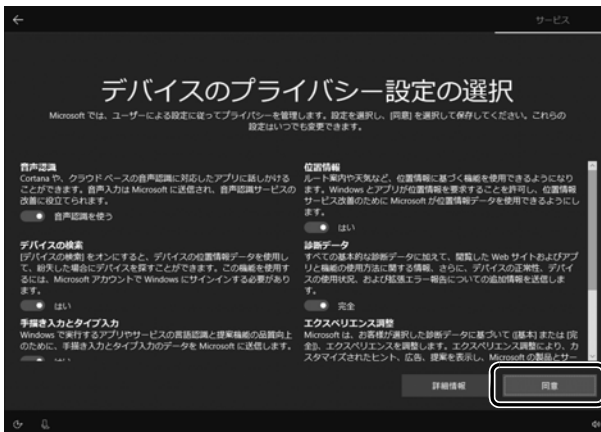 サービス
デバイスのプライバシー設定の選択
Microsoft では、ユーザーによる設定に従ってプライバシーを管理します。設定を選択し、[同意] を選択して保存してください。これらの
設定はいつでも変更できます。
音声認識
Cortana や、クラウド ベースの音声認識に対応したアプリに話しかける
ことができます。音声入力は Microsoft に送信され、音声認識サービスの
改善に役立てられます。
音声認識を使う
デバイスの検索
[デバイスの検索] をオンにすると、デバイスの位置情報データを使用し
て、紛失した場合にデバイスを探すことができます。この機能を使用す
るには、Microsoft アカウントで Windows にサインインする必要があり
ます。
はい
手書き入力とタイプ入力
Windows で実行するアプリやサービスの言語認識と提案機能の品質向上
のために、手書き入力とタイプ入力のデータを Microsoft に送信します。
はい
位置情報
ルート案内や天気など、位置情報に基づく機能を使用できるようになり
ます。Windows とアプリが位置情報を要求することを許可し、位置情報
サービス改善のために Microsoft が位置情報データを使用できるようにし
ます。
はい
診断データ
すべての基本的な診断データに加えて、閲覧した Web サイトおよびアプ
リと機能の使用方法に関する情報、さらに、デバイスの正常性、デバイ
スの使用状況、および拡張エラー報告についての追加情報を送信しま
す。
完全
エクスペリエンス調整
Microsoft は、お客様が選択した診断データに基づいて ([基本] または [完
全])、エクスペリエンスを調整します。エクスペリエンス調整により、カ
スタマイズされたヒント、広告、提案を表示し、Microsoft の製品とサー
詳細情報
同意